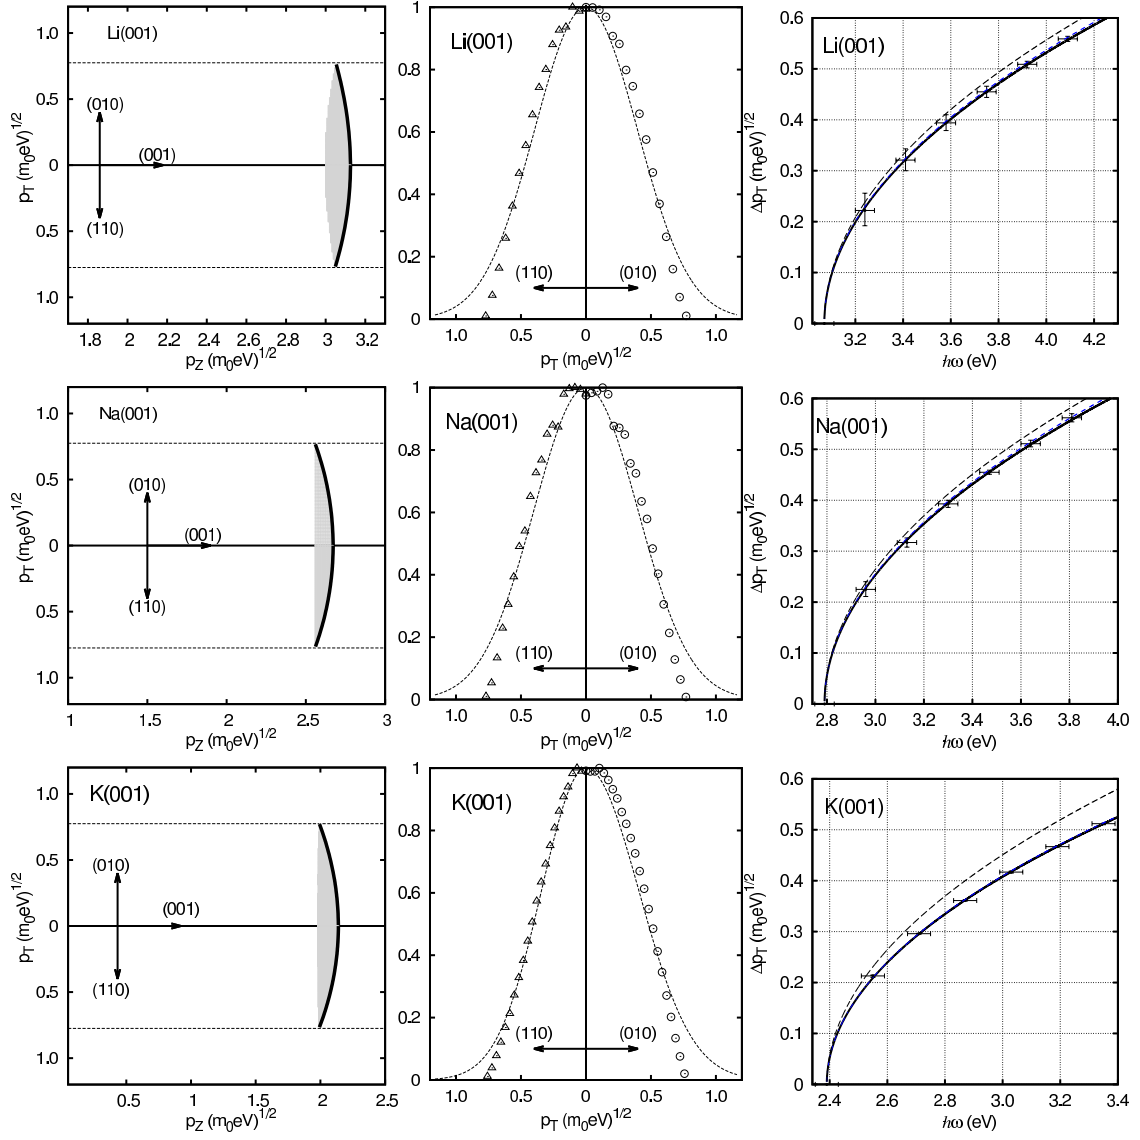 Li(001)
p_T (m_0eV)^1/2
1.0
0.5
0
0.5
1.0
(010)
(001)
(110)
1.8 2 2.2 2.4 2.6 2.8 3 3.2
p_Z (m_0eV)^1/2
Li(001)
1
0.8
0.6
0.4
0.2
0
(110) (010)
1.0 0.5 0 0.5 1.0
p_T (m_0eV)^1/2
Li(001)
Δp_T (m_0eV)^1/2
0.6
0.5
0.4
0.3
0.2
0.1
0
3.2 3.4 3.6 3.8 4.0 4.2
ℏω (eV)
Na(001)
p_T (m_0eV)^1/2
1.0
0.5
0
0.5
1.0
(010)
(001)
(110)
1 1.5 2 2.5 3
p_Z (m_0eV)^1/2
Na(001)
1
0.8
0.6
0.4
0.2
0
(110) (010)
1.0 0.5 0 0.5 1.0
p_T (m_0eV)^1/2
Na(001)
Δp_T (m_0eV)^1/2
0.6
0.5
0.4
0.3
0.2
0.1
0
2.8 3.0 3.2 3.4 3.6 3.8 4.0
ℏω (eV)
K(001)
p_T (m_0eV)^1/2
1.0
0.5
0
0.5
1.0
(010)
(001)
(110)
0.5 1 1.5 2 2.5
p_Z (m_0eV)^1/2
K(001)
1
0.8
0.6
0.4
0.2
0
(110) (010)
1.0 0.5 0 0.5 1.0
p_T (m_0eV)^1/2
K(001)
Δp_T (m_0eV)^1/2
0.6
0.5
0.4
0.3
0.2
0.1
0
2.4 2.6 2.8 3.0 3.2 3.4
ℏω (eV)